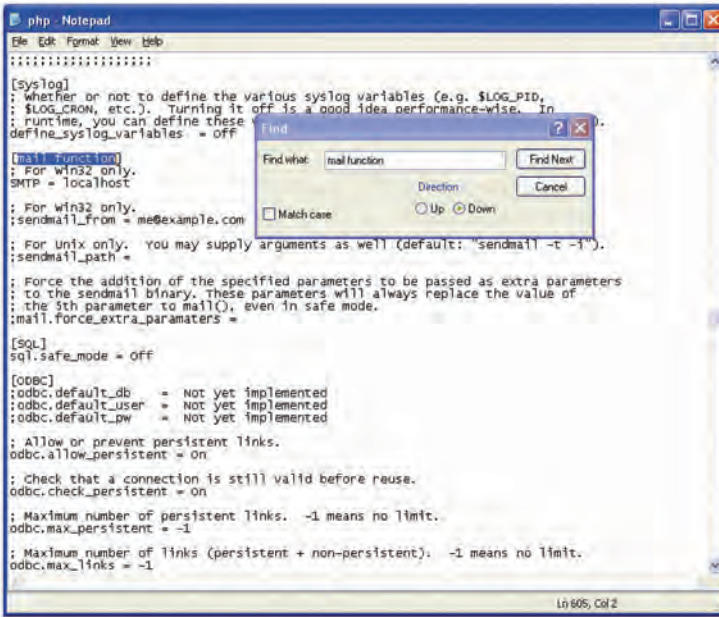 php - Notepad
File Edit Format View Help
;;;;;;;;;;;;;;;;;;;
[Syslog]
; Whether or not to define the various syslog variables (e.g. $LOG_PID,
; $LOG_CRON, etc.).  Turning it off is a good idea performance-wise.  In
; runtime, you can define these
).
define_syslog_variables  = Off
Find
Find what:
mail function
Find Next
Direction
Cancel
Match case
Up
Down
[mail function]
; For Win32 only.
SMTP = localhost
; For Win32 only.
;sendmail_from = me@example.com
; For Unix only.  You may supply arguments as well (default: "sendmail -t -i").
;sendmail_path =
; Force the addition of the specified parameters to be passed as extra parameters
; to the sendmail binary. These parameters will always replace the value of
; the 5th parameter to mail(), even in safe mode.
;mail.force_extra_paramaters =
[SQL]
sql.safe_mode = Off
[ODBC]
;odbc.default_db    =  Not yet implemented
;odbc.default_user  =  Not yet implemented
;odbc.default_pw    =  Not yet implemented
; Allow or prevent persistent links.
odbc.allow_persistent = On
; Check that a connection is still valid before reuse.
odbc.check_persistent = On
; Maximum number of persistent links.  -1 means no limit.
odbc.max_persistent = -1
; Maximum number of links (persistent + non-persistent).  -1 means no limit.
odbc.max_links = -1
Ln 605, Col 2